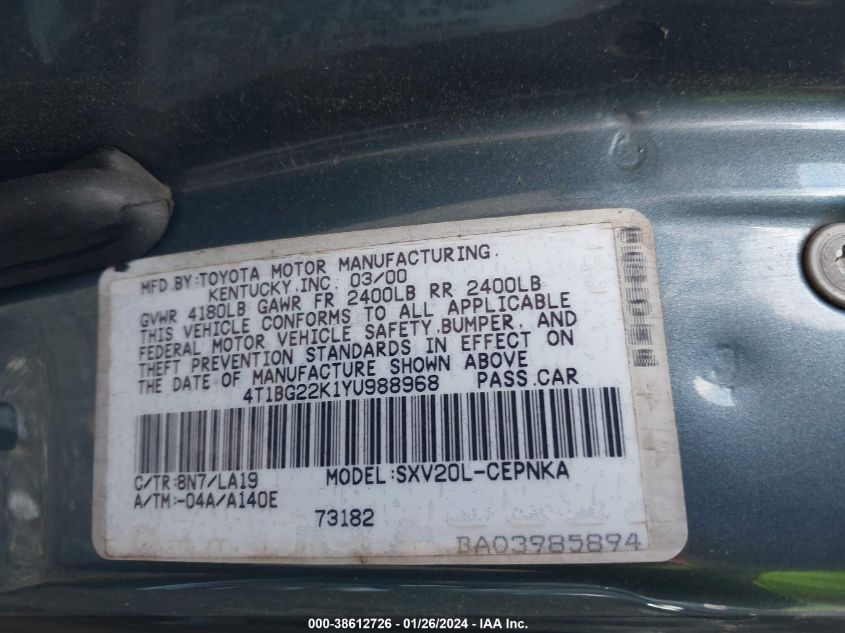 MFD.BY:TOYOTA MOTOR MANUFACTURING
KENTUCKY,INC. 03/00
GVWR 4180LB GAWR FR 2400LB RR 2400LB
THIS VEHICLE CONFORMS TO ALL APPLICABLE
FEDERAL MOTOR VEHICLE SAFETY,BUMPER, AND
THEFT PREVENTION STANDARDS IN EFFECT ON
THE DATE OF MANUFACTURE SHOWN ABOVE
4T1BG22K1YU988968 PASS.CAR
C/TR:8N7/LA19 MODEL:SXV20L-CEPNKA
A/TM:-04A/A140E
73182
BA03985894
000-38612726 - 01/26/2024 - IAA Inc.